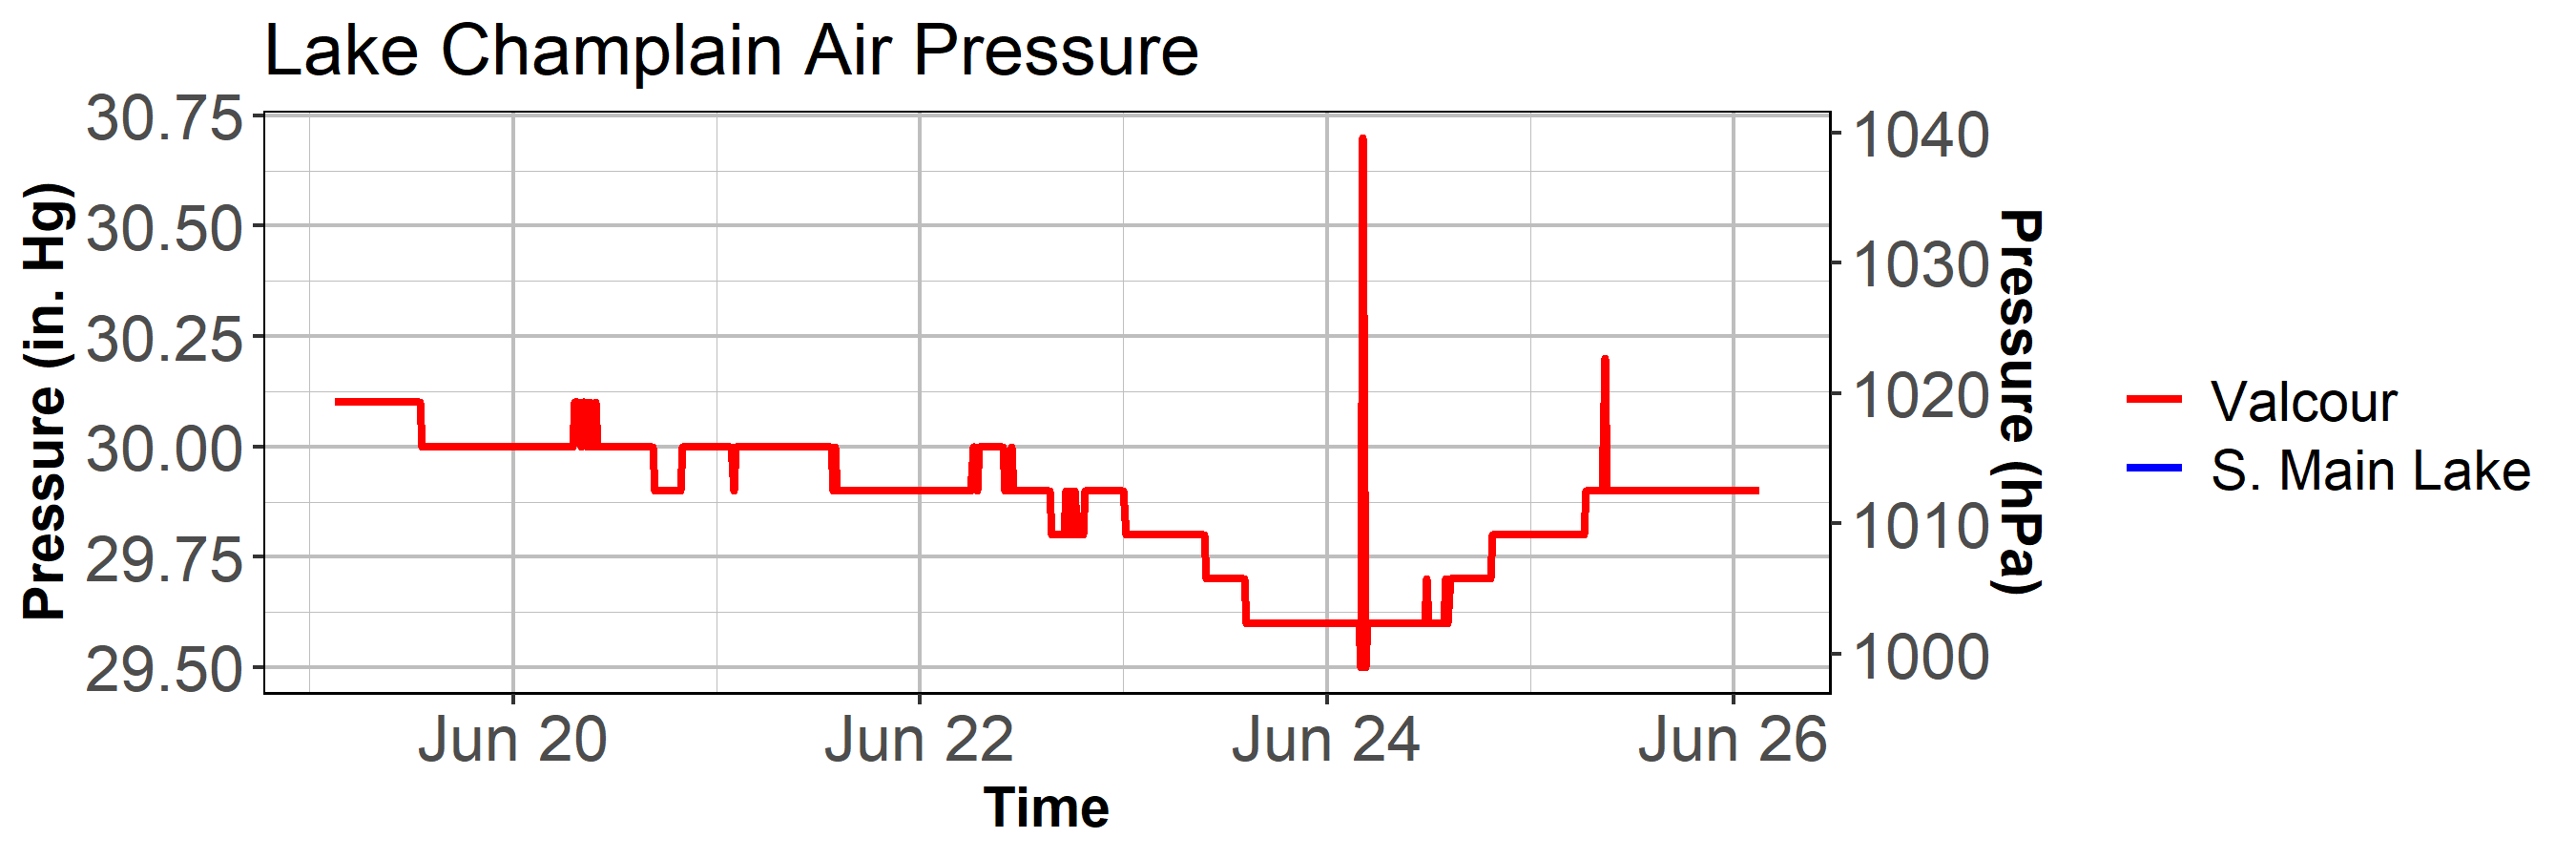 Lake Champlain Air Pressure
Pressure (in. Hg)
30.75
30.50
30.25
30.00
29.75
29.50
1040
1030
1020
1010
1000
Pressure (hPa)
Jun 20
Jun 22
Jun 24
Jun 26
Time
Valcour
S. Main Lake